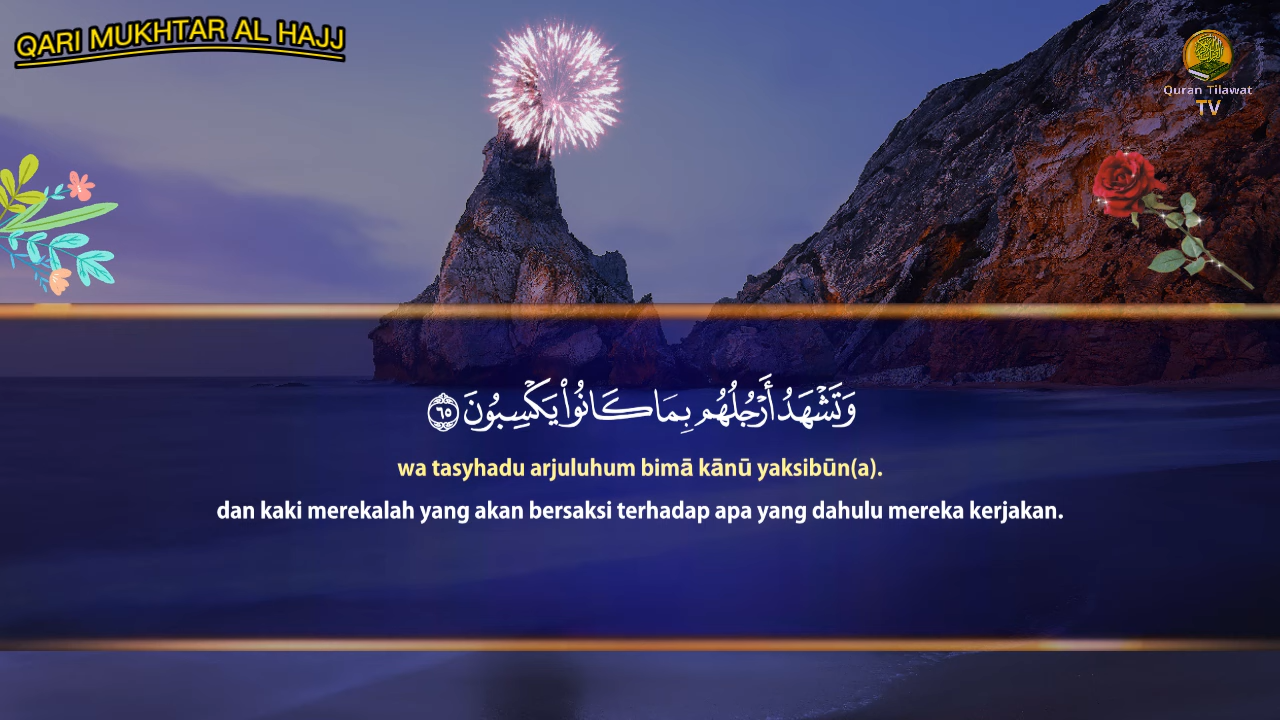 QARI MUKHTAR AL HAJJ
Quran Tilawat
TV
وَتَشْهَدُ أَرْجُلُهُم بِمَا كَانُوا۟ يَكْسِبُونَ ٦٥
wa tasyhadu arjuluhum bimā kānū yaksibūn(a).
dan kaki merekalah yang akan bersaksi terhadap apa yang dahulu mereka kerjakan.